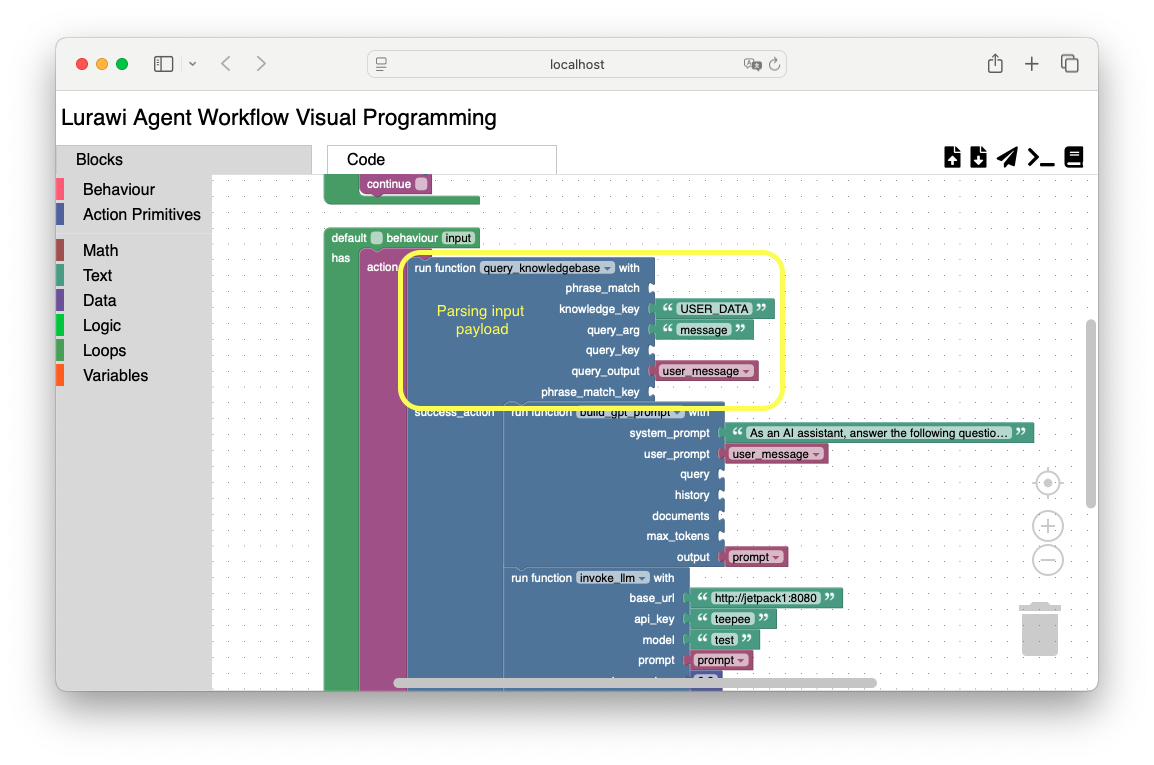 localhost
Lurawi Agent Workflow Visual Programming
Blocks
Code
Behaviour
Action Primitives
Math
Text
Data
Logic
Loops
Variables
continue
default behaviour input
has
action
run function query_knowledgebase with
phrase_match
knowledge_key “ USER_DATA ”
query_arg “ message ”
query_key
query_output user_message
phrase_match_key
Parsing input
payload
success_action run function build_gpt_prompt with
system_prompt “ As an AI assistant, answer the following questio... ”
user_prompt user_message
query
history
documents
max_tokens
output prompt
run function invoke_llm with
base_url “ http://jetpack1:8080 ”
api_key “ teepee ”
model “ test ”
prompt prompt